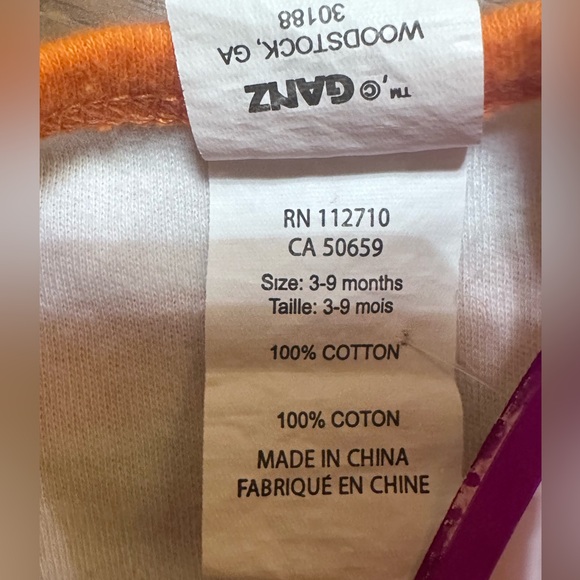 ™, © GANZ
WOODSTOCK, GA
30188
RN 112710
CA 50659
Size: 3-9 months
Taille: 3-9 mois
100% COTTON
100% COTON
MADE IN CHINA
FABRIQUÉ EN CHINE